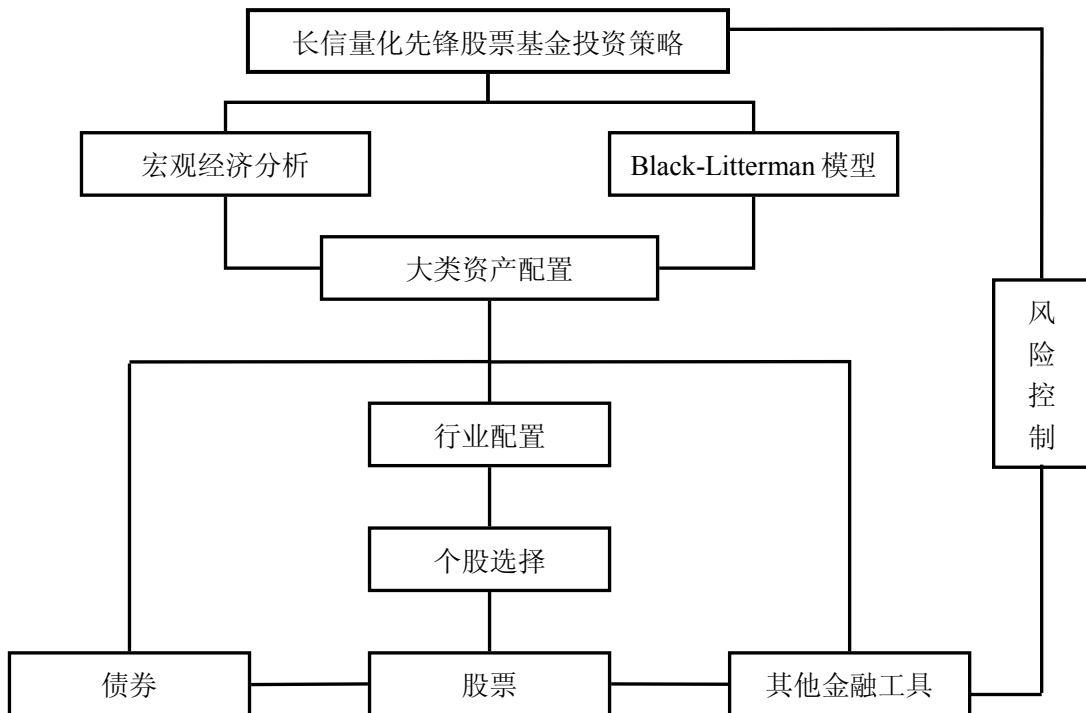 长信量化先锋股票基金投资策略
宏观经济分析
Black-Litterman 模型
大类资产配置
风
险
控
制
行业配置
个股选择
债券
股票
其他金融工具